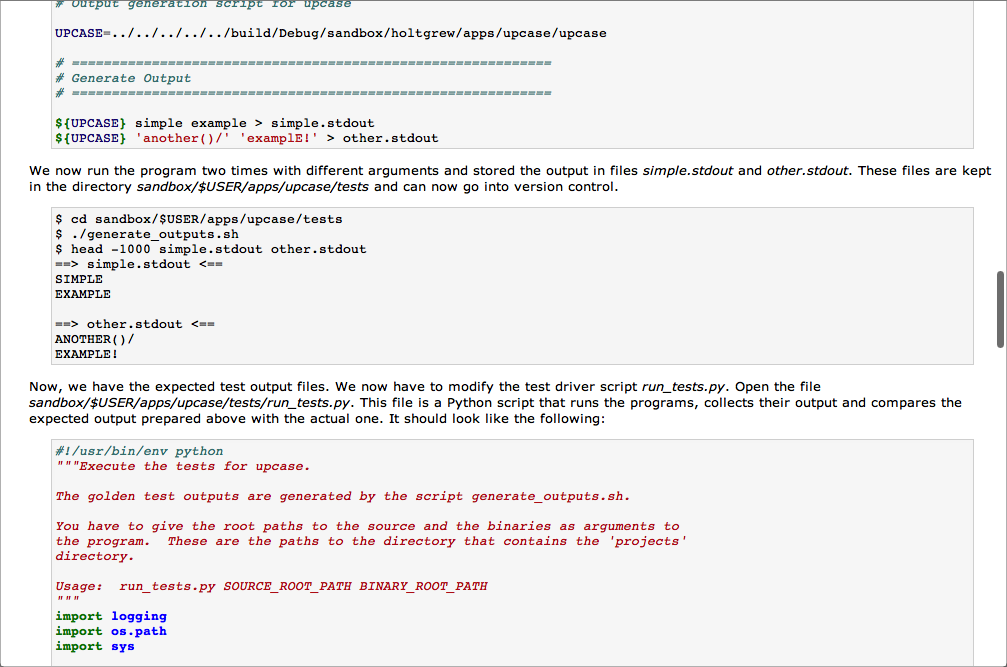 # Output generation script for upcase
UPCASE=../../../../../build/Debug/sandbox/holtgrew/apps/upcase/upcase
# ============================================================
# Generate Output
# ============================================================
${UPCASE} simple example > simple.stdout
${UPCASE} 'another()/' 'examplE!' > other.stdout
We now run the program two times with different arguments and stored the output in files simple.stdout and other.stdout. These files are kept
in the directory sandbox/$USER/apps/upcase/tests and can now go into version control.
$ cd sandbox/$USER/apps/upcase/tests
$ ./generate_outputs.sh
$ head -1000 simple.stdout other.stdout
==> simple.stdout <==
SIMPLE
EXAMPLE
==> other.stdout <==
ANOTHER()/
EXAMPLE!
Now, we have the expected test output files. We now have to modify the test driver script run_tests.py. Open the file
sandbox/$USER/apps/upcase/tests/run_tests.py. This file is a Python script that runs the programs, collects their output and compares the
expected output prepared above with the actual one. It should look like the following:
#!/usr/bin/env python
"""Execute the tests for upcase.
The golden test outputs are generated by the script generate_outputs.sh.
You have to give the root paths to the source and the binaries as arguments to
the program.  These are the paths to the directory that contains the 'projects'
directory.
Usage:  run_tests.py SOURCE_ROOT_PATH BINARY_ROOT_PATH
"""
import logging
import os.path
import sys